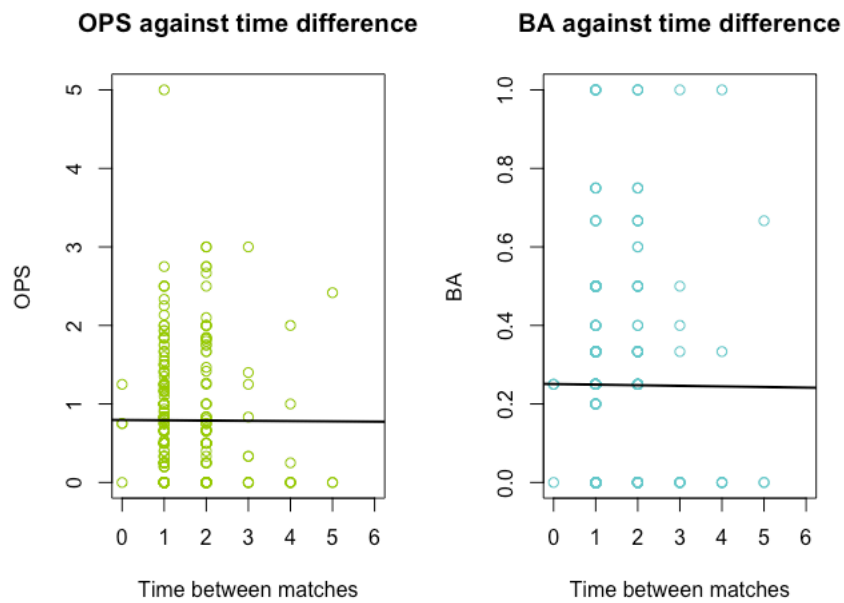 OPS against time difference
OPS
0 1 2 3 4 5
0 1 2 3 4 5 6
Time between matches
BA against time difference
BA
0.0 0.2 0.4 0.6 0.8 1.0
0 1 2 3 4 5 6
Time between matches